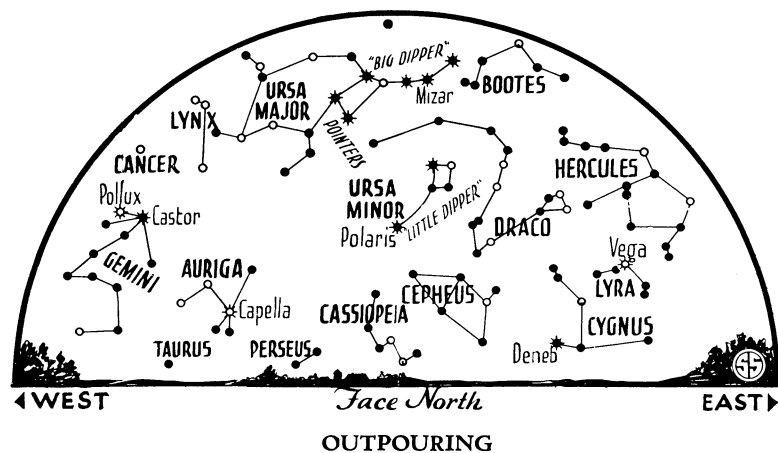 "BIG DIPPER"
Mizar
BOOTES
URSA
MAJOR
LYNX
POINTERS
CANCER
HERCULES
Pollux
Castor
URSA
MINOR
"LITTLE DIPPER"
Polaris
DRACO
GEMINI
AURIGA
Vega
LYRA
Capella
CASSIOPEIA
CEPHEUS
CYGNUS
TAURUS
PERSEUS
Deneb
WEST
Face North
EAST
OUTPOURING